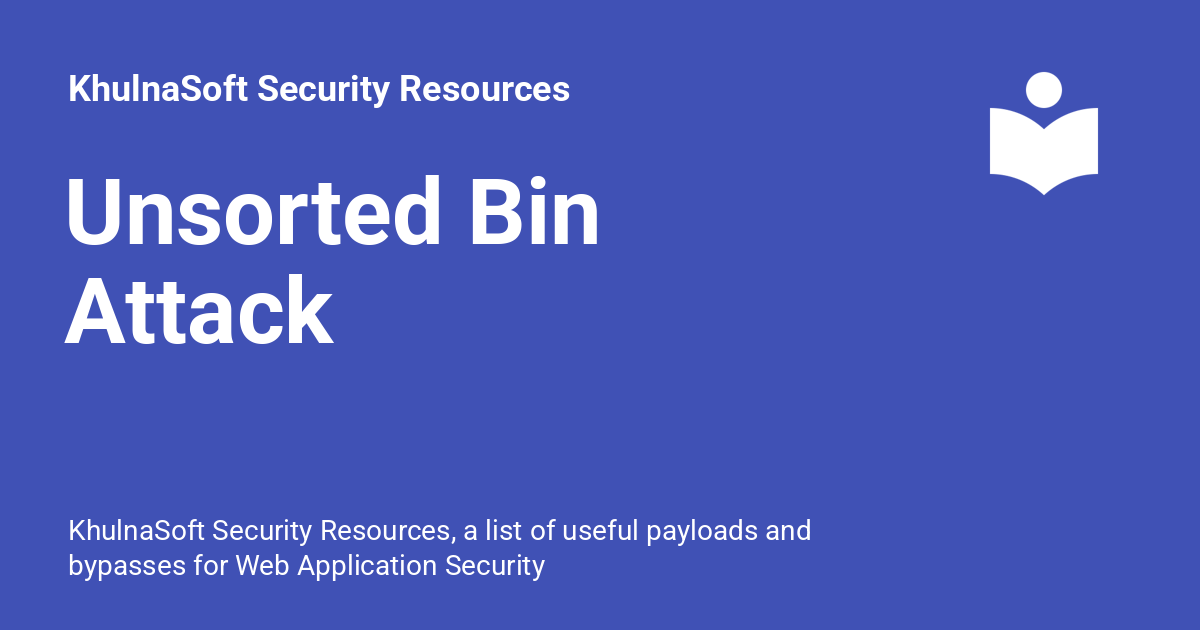 KhulnaSoft Security Resources
Unsorted Bin
Attack
KhulnaSoft Security Resources, a list of useful payloads and
bypasses for Web Application Security